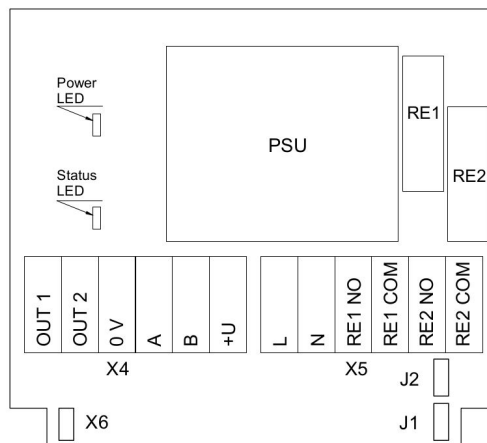 Power
LED
RE1
PSU
RE2
Status
LED
OUT 1
OUT 2
0 V
A
B
+U
L
N
RE1 NO
RE1 COM
RE2 NO
RE2 COM
X4
X5
J2
X6
J1